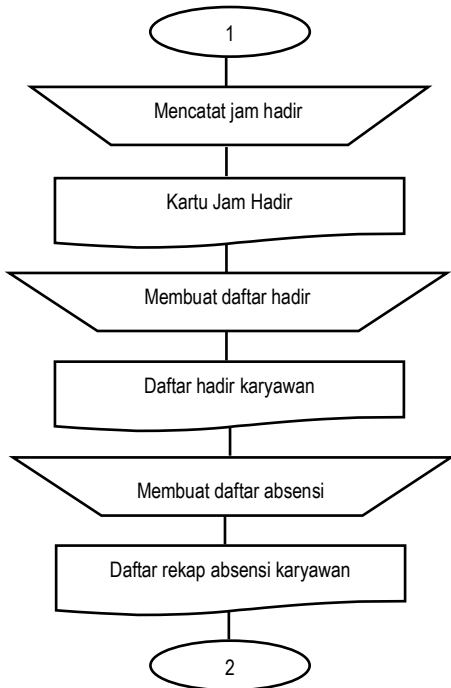 1
Mencatat jam hadir
Kartu Jam Hadir
Membuat daftar hadir
Daftar hadir karyawan
Membuat daftar absensi
Daftar rekap absensi karyawan
2